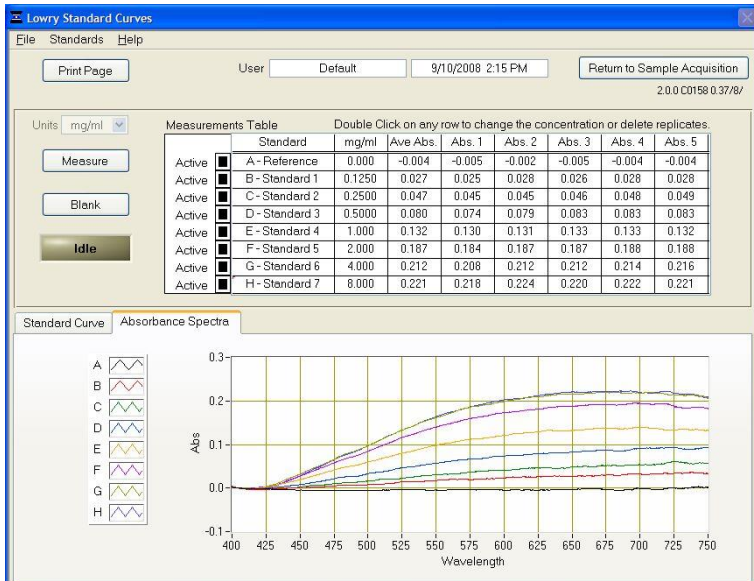 Lowry Standard Curves
File Standards Help
Print Page User Default 9/10/2008 2:15 PM Return to Sample Acquisition
2.0.0 C0158 0.37/8/
Units mg/ml Measurements Table Double Click on any row to change the concentration or delete replicates.
Standard mg/ml Ave Abs. Abs. 1 Abs. 2 Abs. 3 Abs. 4 Abs. 5
Active A - Reference 0.000 -0.004 -0.005 -0.002 -0.005 -0.004 -0.004
Measure Active B - Standard 1 0.1250 0.027 0.025 0.028 0.026 0.028 0.028
Active C - Standard 2 0.2500 0.047 0.045 0.045 0.046 0.048 0.049
Blank Active D - Standard 3 0.5000 0.080 0.074 0.079 0.083 0.083 0.083
Active E - Standard 4 1.000 0.132 0.130 0.131 0.133 0.133 0.132
Idle Active F - Standard 5 2.000 0.187 0.184 0.187 0.187 0.188 0.188
Active G - Standard 6 4.000 0.212 0.208 0.212 0.212 0.214 0.216
Active H - Standard 7 8.000 0.221 0.218 0.224 0.220 0.222 0.221
Standard Curve Absorbance Spectra
A
B
C
D
E
F
G
H
0.3
0.2
0.1
0.0
-0.1
Abs
400 425 450 475 500 525 550 575 600 625 650 675 700 725 750
Wavelength